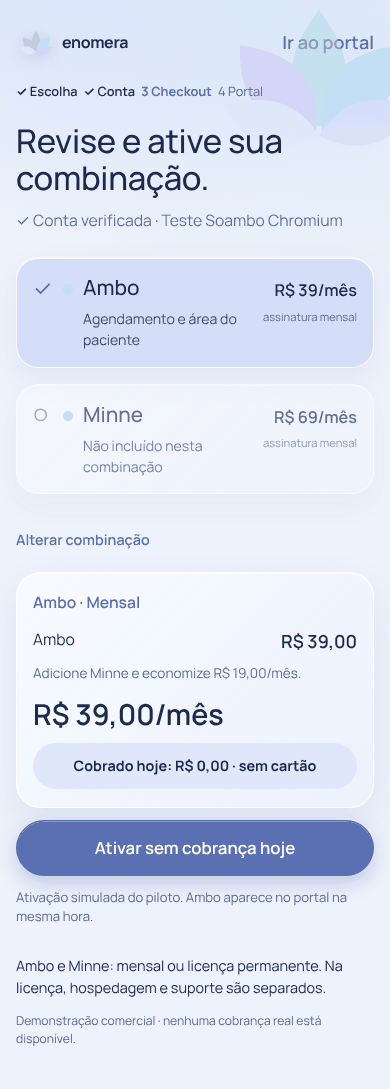 enomera
Ir ao portal
✓ Escolha ✓ Conta 3 Checkout 4 Portal
Revise e ative sua
combinação.
✓ Conta verificada · Teste Soambo Chromium
Ambo
R$ 39/mês
Agendamento e área do
paciente
assinatura mensal
Minne
R$ 69/mês
Não incluído nesta
combinação
assinatura mensal
Alterar combinação
Ambo · Mensal
Ambo
R$ 39,00
Adicione Minne e economize R$ 19,00/mês.
R$ 39,00/mês
Cobrado hoje: R$ 0,00 · sem cartão
Ativar sem cobrança hoje
Ativação simulada do piloto. Ambo aparece no portal na
mesma hora.
Ambo e Minne: mensal ou licença permanente. Na
licença, hospedagem e suporte são separados.
Demonstração comercial · nenhuma cobrança real está
disponível.